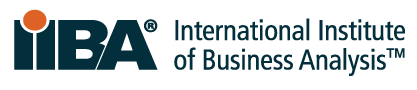 IIBA®
International Institute
of Business Analysis™